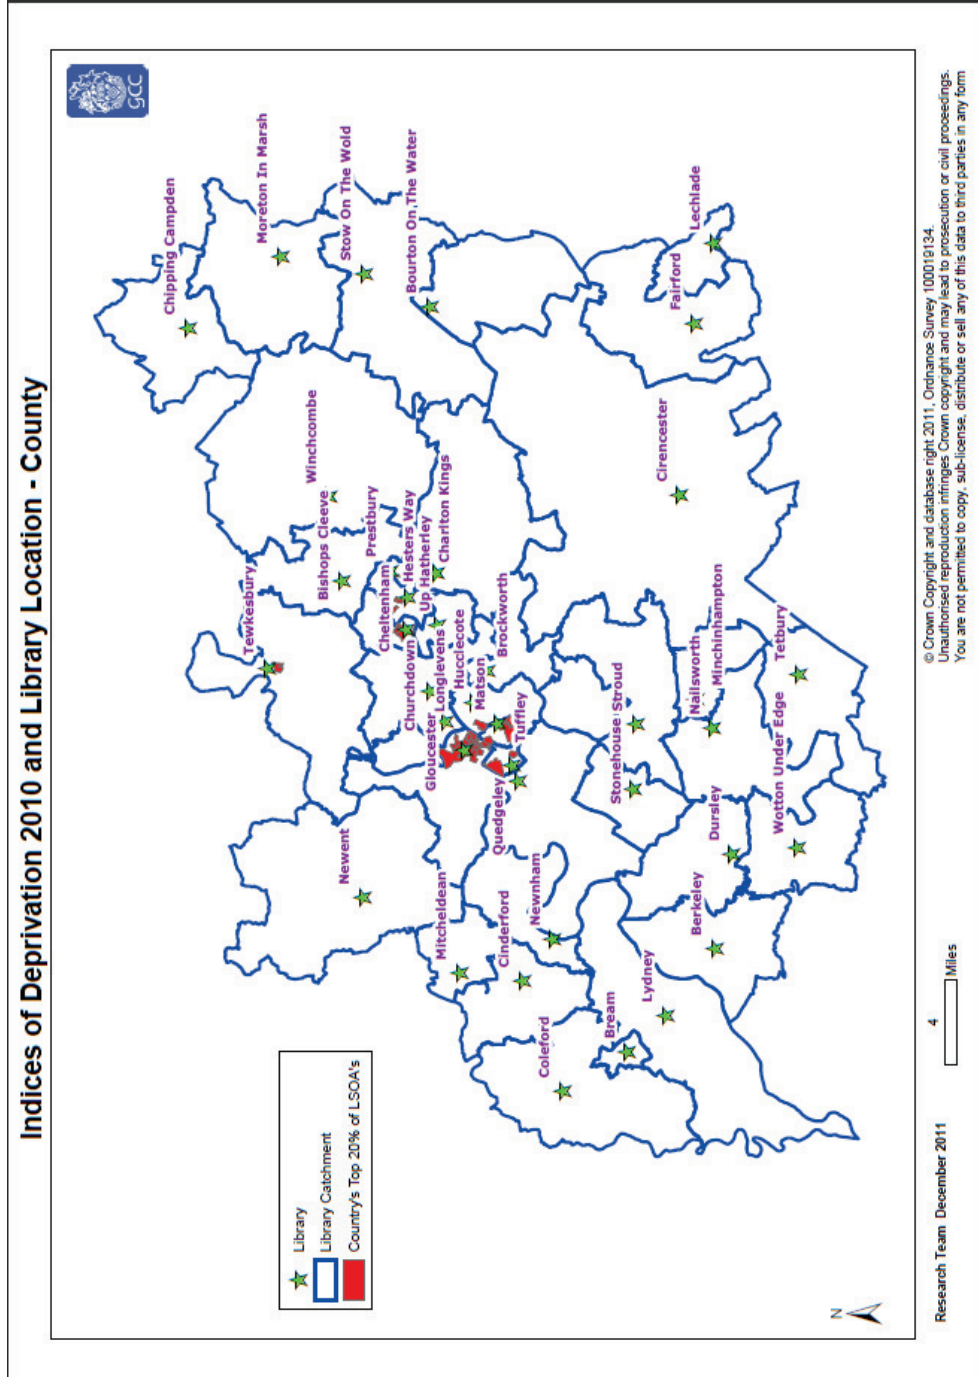 Indices of Deprivation 2010 and Library Location - County
GCC
Chipping Campden
Moreton In Marsh
Stow On The Wold
Bourton On The Water
Tewkesbury
Winchcombe
Bishops Cleeve
Prestbury
Cheltenham
Hesters Way
Up Hatherley
Charlton Kings
Newent
Churchdown
Longlevens
Gloucester
Hucclecote
Matson
Brockworth
Mitcheldean
Quedgeley
Tuffley
Cinderford
Newnham
Coleford
Bream
Lydney
Stonehouse
Stroud
Berkeley
Dursley
Nailsworth
Minchinhampton
Wotton Under Edge
Tetbury
Cirencester
Fairford
Lechlade
Library
Library Catchment
Country's Top 20% of LSOA's
N
Research Team December 2011
4
Miles
© Crown Copyright and database right 2011, Ordnance Survey 100019134.
Unauthorised reproduction infringes Crown copyright and may lead to prosecution or civil proceedings.
You are not permitted to copy, sub-license, distribute or sell any of this data to third parties in any form